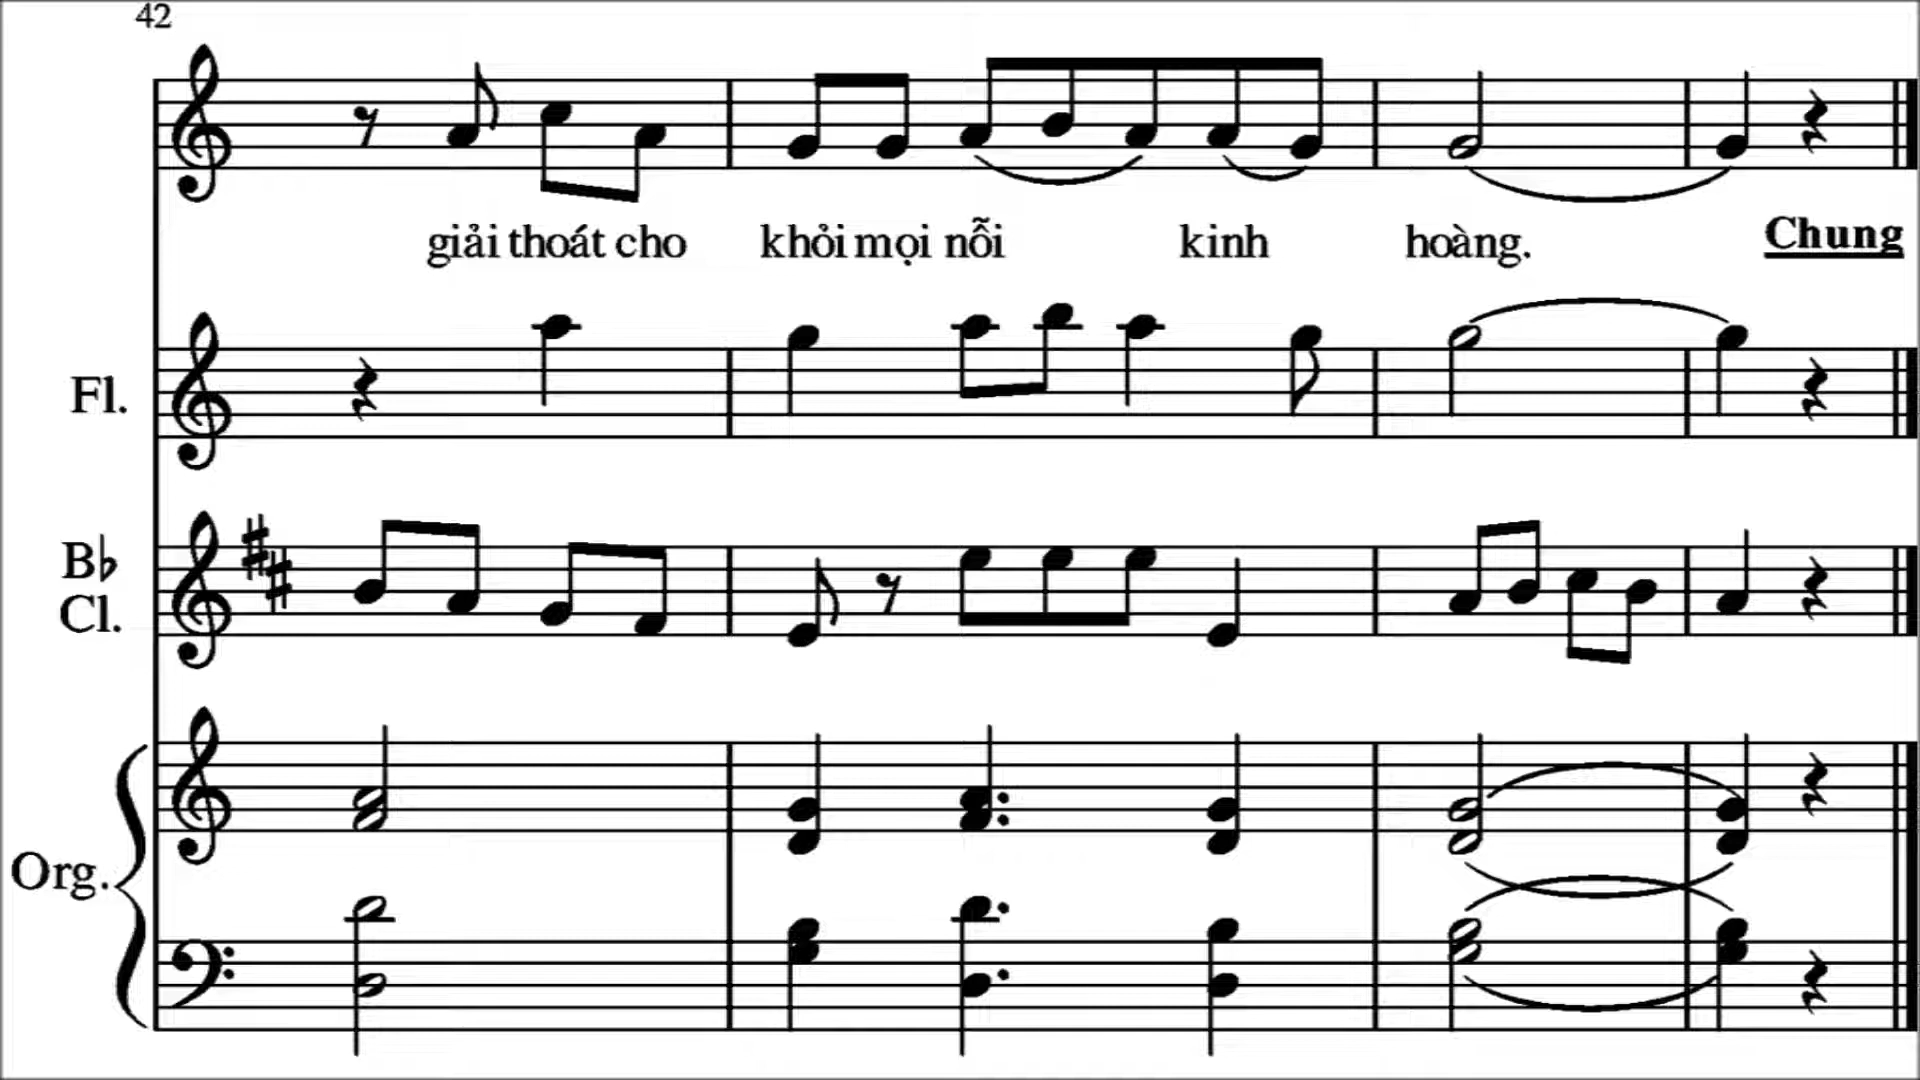 42
giải thoát cho khỏi mọi nỗi kinh hoàng. Chung
Fl.
B♭
Cl.
Org.